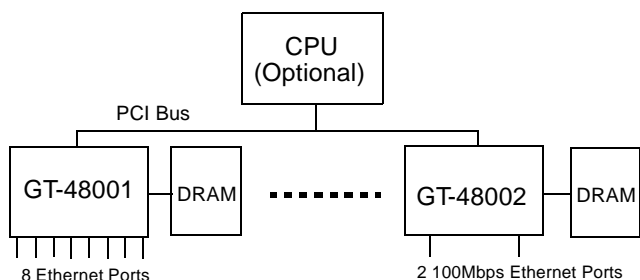 CPU
(Optional)
PCI Bus
GT-48001
DRAM
GT-48002
DRAM
8 Ethernet Ports
2 100Mbps Ethernet Ports